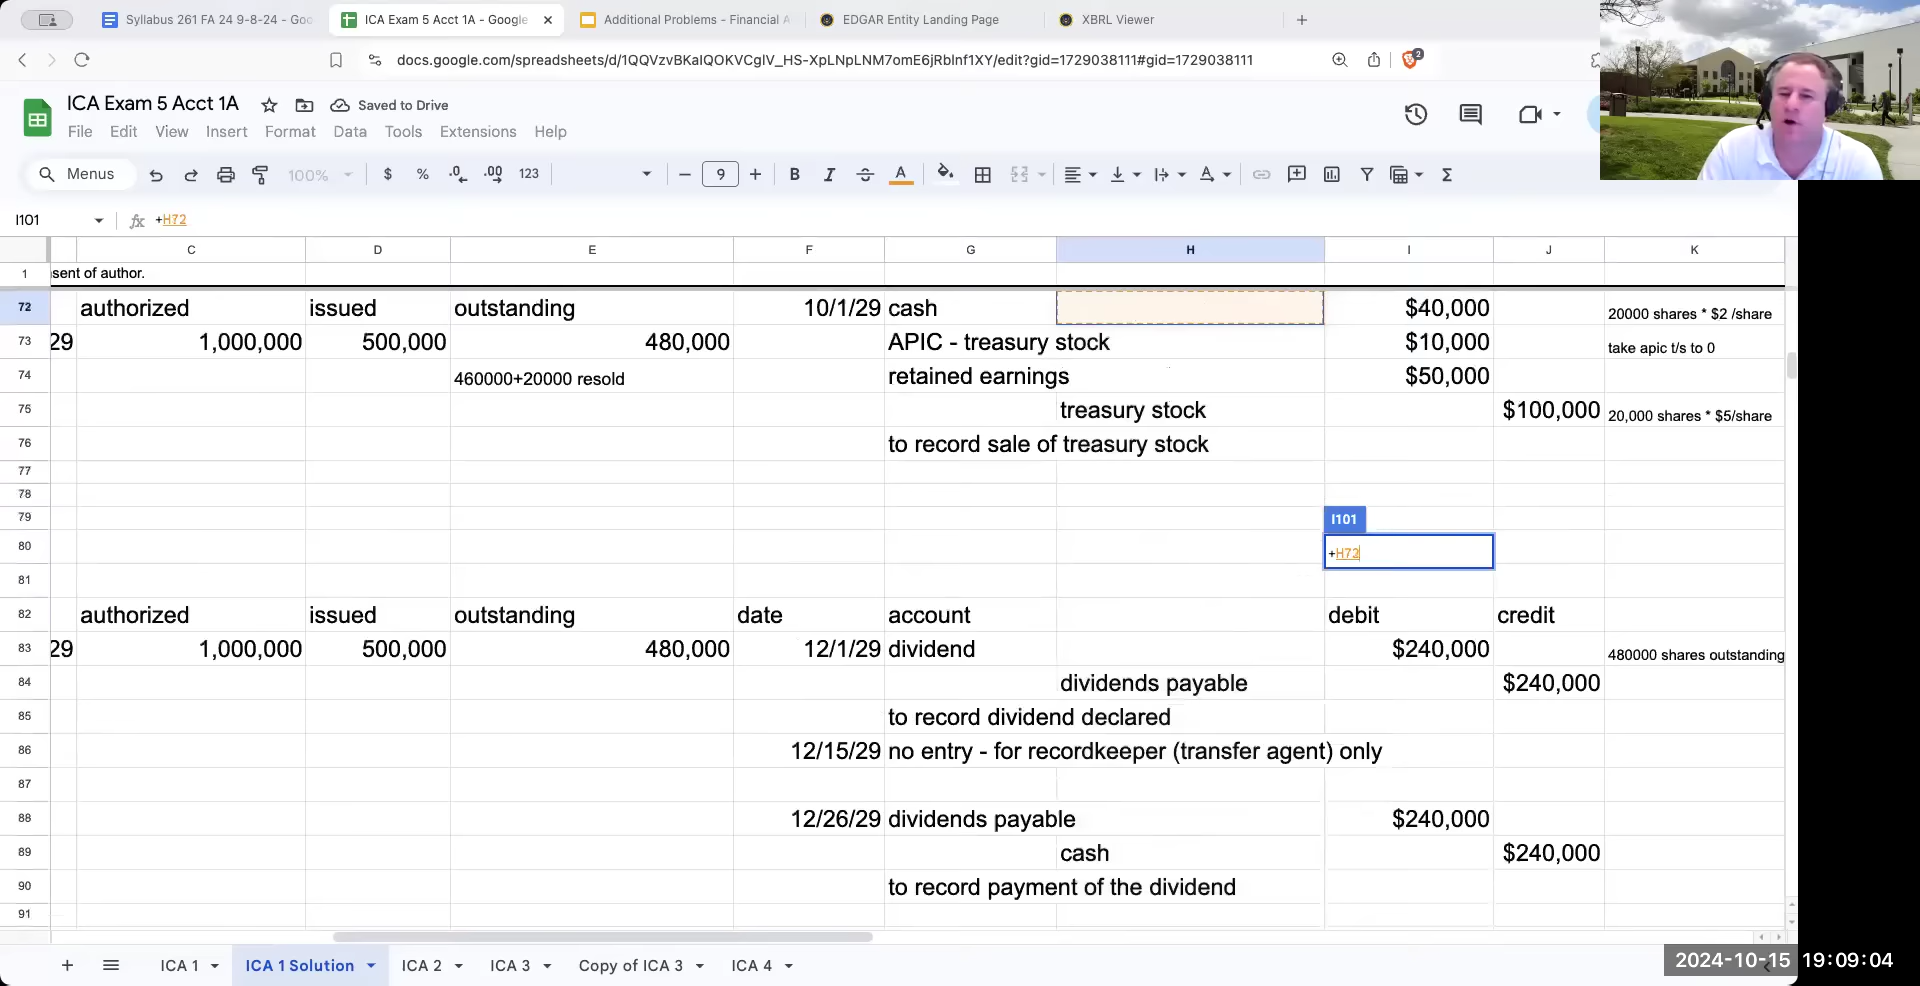 Syllabus 261 FA 24 9-8-24 - Goo
ICA Exam 5 Acct 1A - Google
Additional Problems - Financial A
EDGAR Entity Landing Page
XBRL Viewer
docs.google.com/spreadsheets/d/1QQVzvBKaIQOKVCglV_HS-XpLNpLNM7omE6jRbInf1XY/edit?gid=1729038111#gid=1729038111
2
ICA Exam 5 Acct 1A
Saved to Drive
File Edit View Insert Format Data Tools Extensions Help
Menus 100% $ % .0 .00 123 9 B I A
I101 fx +H72
C D E F G H I J K
1 sent of author.
72 authorized issued outstanding 10/1/29 cash $40,000 20000 shares * $2 /share
73 29 1,000,000 500,000 480,000 APIC - treasury stock $10,000 take apic t/s to 0
74 460000+20000 resold retained earnings $50,000
75 treasury stock $100,000 20,000 shares * $5/share
76 to record sale of treasury stock
77
78
79 I101
80 +H72
81
82 authorized issued outstanding date account debit credit
83 29 1,000,000 500,000 480,000 12/1/29 dividend $240,000 480000 shares outstanding
84 dividends payable $240,000
85 to record dividend declared
86 12/15/29 no entry - for recordkeeper (transfer agent) only
87
88 12/26/29 dividends payable $240,000
89 cash $240,000
90 to record payment of the dividend
91
ICA 1 ICA 1 Solution ICA 2 ICA 3 Copy of ICA 3 ICA 4
2024-10-15 19:09:04